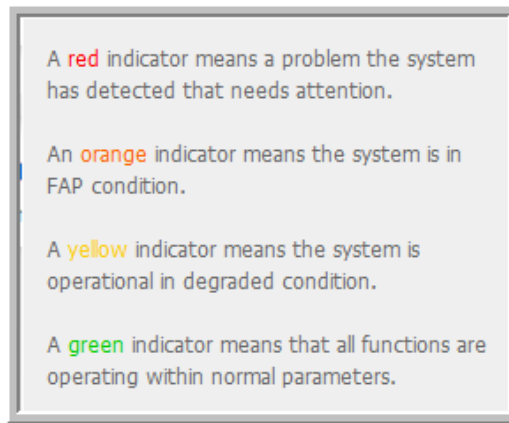 A red indicator means a problem the system
has detected that needs attention.
An orange indicator means the system is in
FAP condition.
A yellow indicator means the system is
operational in degraded condition.
A green indicator means that all functions are
operating within normal parameters.